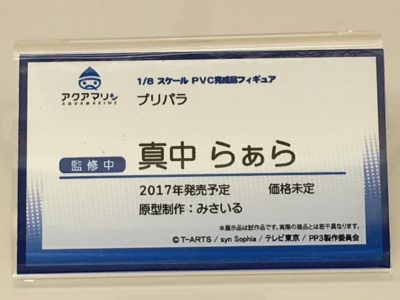 1/8 スケール PVC完成品フィギュア
アクアマリン
AQUAMARINE
プリパラ
監修中
真中 らぁら
2017年発売予定 価格未定
原型制作：みさいる
※展示品は試作品です。実際の商品とは若干異なります。
©T-ARTS / syn Sophia / テレビ東京 / PP3製作委員会